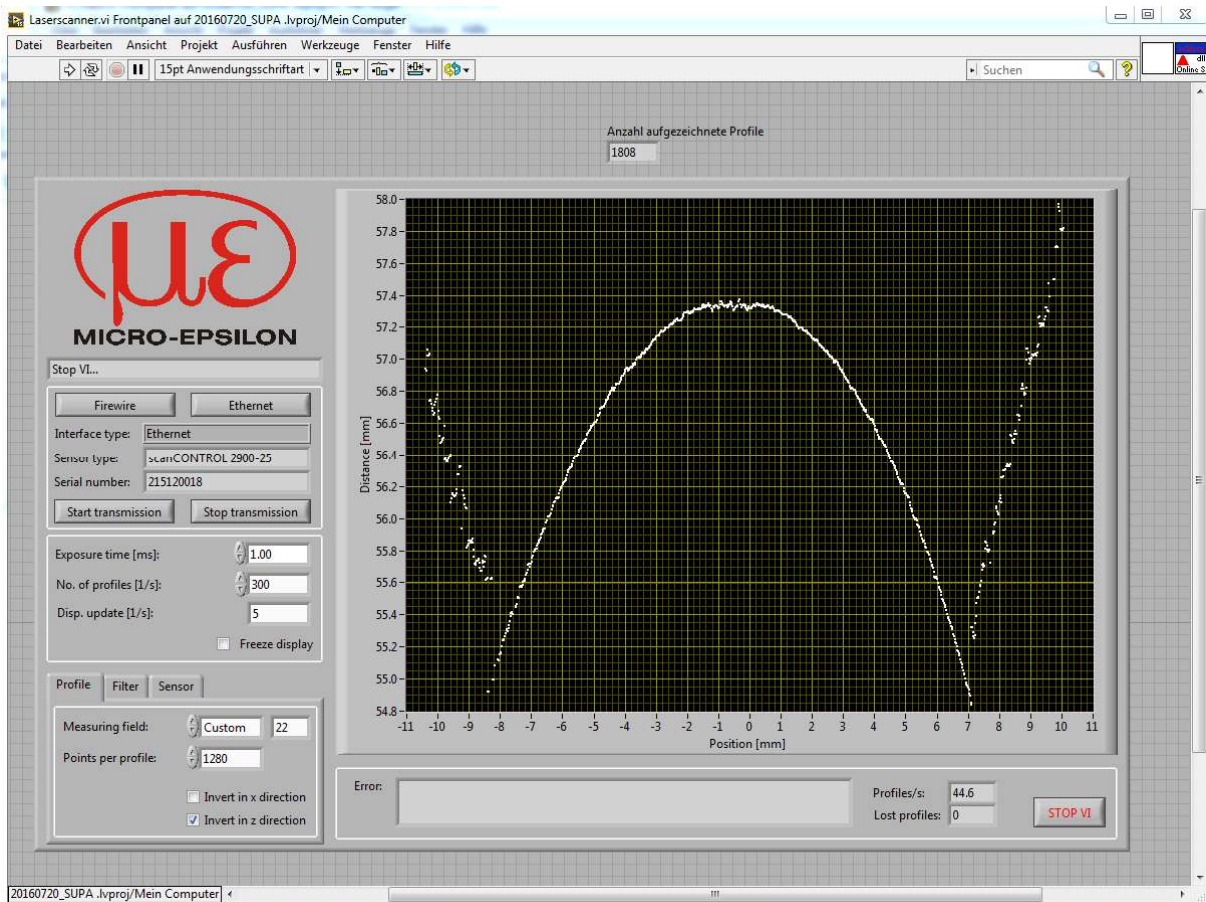 Laserscanner.vi Frontpanel auf 20160720_SUPA .lvproj/Mein Computer
Datei Bearbeiten Ansicht Projekt Ausführen Werkzeuge Fenster Hilfe
15pt Anwendungsschriftart
Suchen
?
dll
Online S
Anzahl aufgezeichnete Profile
1808
με
MICRO-EPSILON
Stop VI...
Firewire Ethernet
Interface type: Ethernet
Sensor type: scanCONTROL 2900-25
Serial number: 215120018
Start transmission Stop transmission
Exposure time [ms]: 1.00
No. of profiles [1/s]: 300
Disp. update [1/s]: 5
Freeze display
Profile Filter Sensor
Measuring field: Custom 22
Points per profile: 1280
Invert in x direction
Invert in z direction
58.0
57.8
57.6
57.4
57.2
57.0
56.8
56.6
56.4
56.2
56.0
55.8
55.6
55.4
55.2
55.0
54.8
Distance [mm]
-11 -10 -9 -8 -7 -6 -5 -4 -3 -2 -1 0 1 2 3 4 5 6 7 8 9 10 11
Position [mm]
Error:
Profiles/s: 44.6
Lost profiles: 0
STOP VI
20160720_SUPA .lvproj/Mein Computer